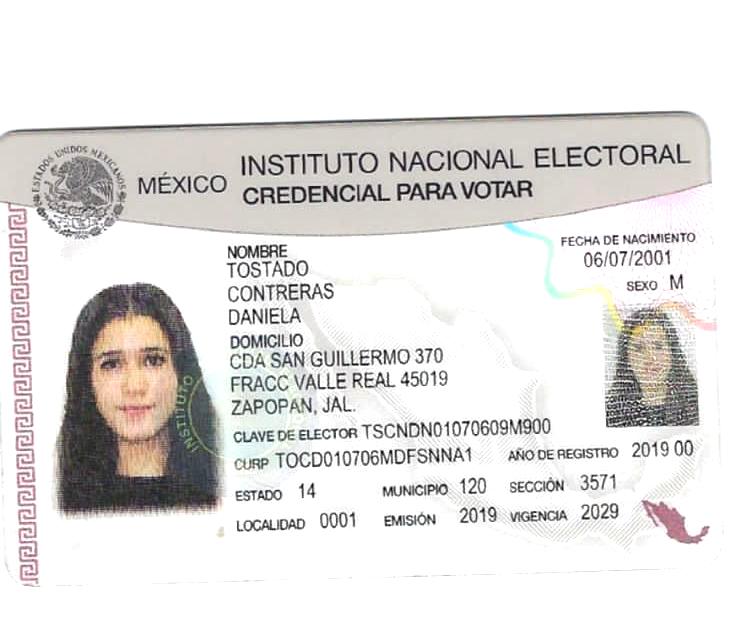 ESTADOS UNIDOS MEXICANOS
MÉXICO
INSTITUTO NACIONAL ELECTORAL
CREDENCIAL PARA VOTAR
NOMBRE
TOSTADO
CONTRERAS
DANIELA
DOMICILIO
CDA SAN GUILLERMO 370
FRACC VALLE REAL 45019
ZAPOPAN, JAL.
FECHA DE NACIMIENTO
06/07/2001
SEXO M
CLAVE DE ELECTOR TSCNDN01070609M900
CURP TOCD010706MDFSNNA1 AÑO DE REGISTRO 2019 00
ESTADO 14 MUNICIPIO 120 SECCIÓN 3571
LOCALIDAD 0001 EMISIÓN 2019 VIGENCIA 2029
INSTITUTO